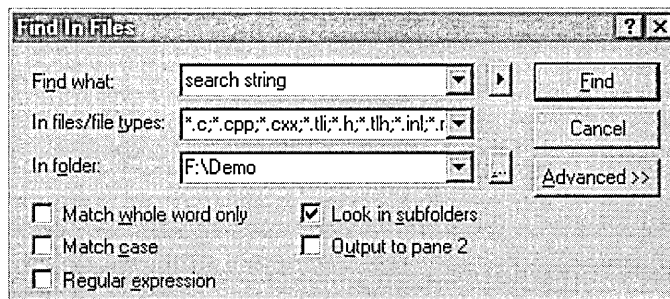 Find In Files
Find what: search string Find
In files/file types: *.c;*.cpp;*.cxx;*.tli;*.h;*.tlh;*.inl;*.r Cancel
In folder: F:\Demo ... Advanced >>
Match whole word only Look in subfolders
Match case Output to pane 2
Regular expression